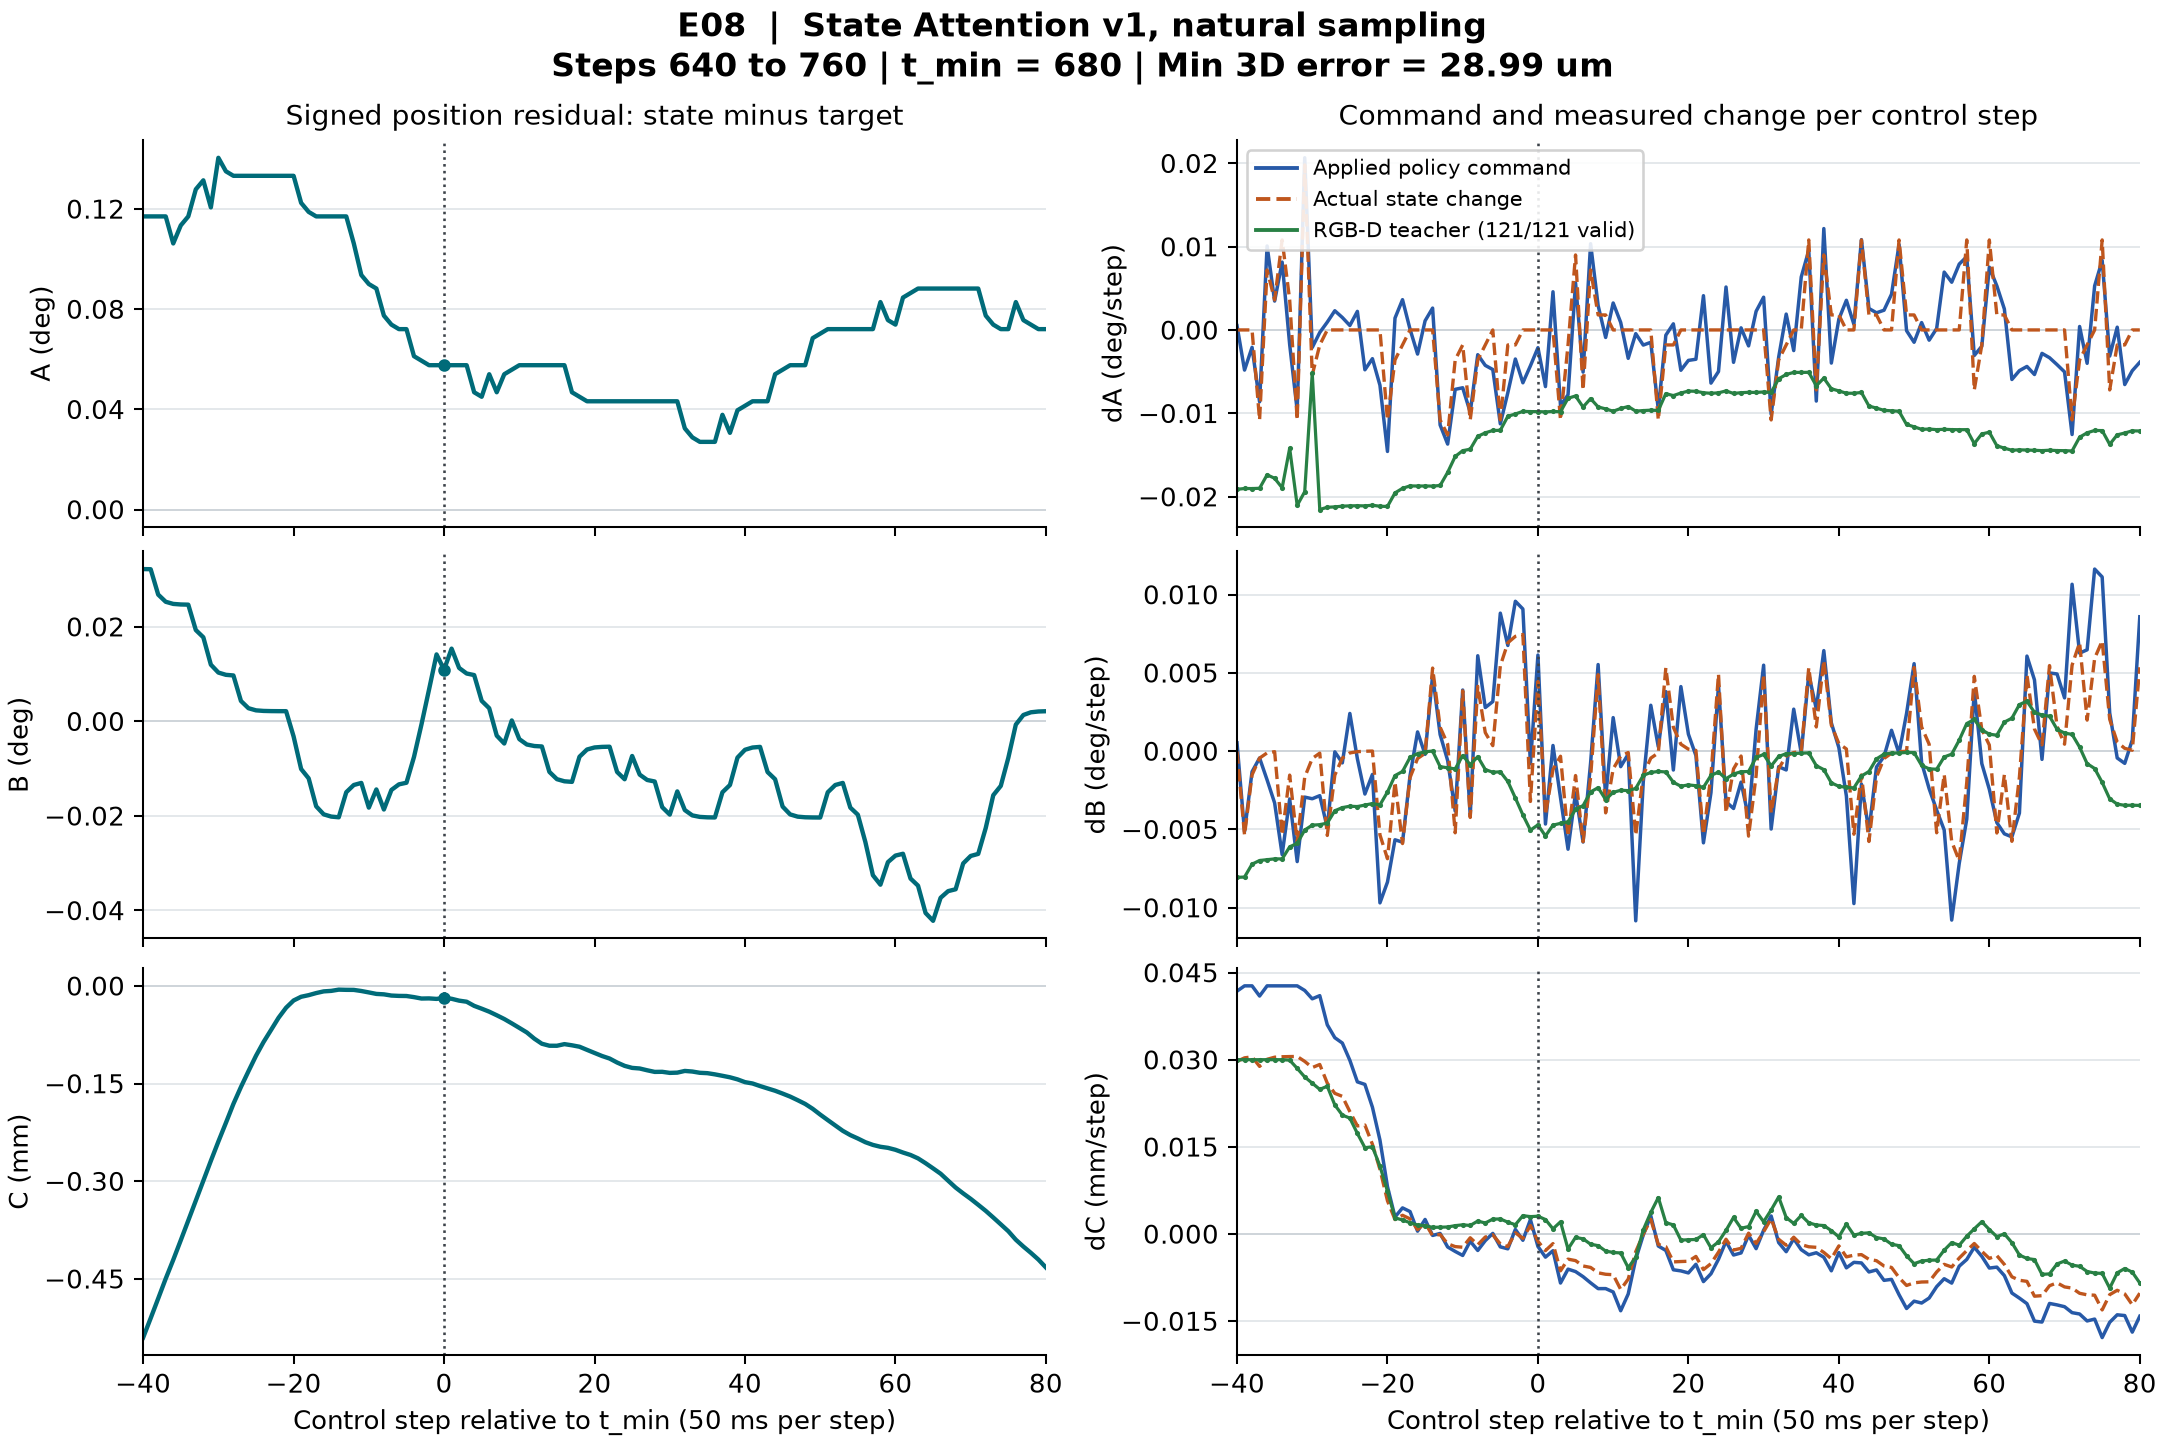 E08 | State Attention v1, natural sampling
Steps 640 to 760 | t_min = 680 | Min 3D error = 28.99 um
Signed position residual: state minus target
A (deg)
0.12
0.08
0.04
0.00
Command and measured change per control step
dA (deg/step)
0.02
0.01
0.00
−0.01
−0.02
Applied policy command
Actual state change
RGB-D teacher (121/121 valid)
B (deg)
0.02
0.00
−0.02
−0.04
dB (deg/step)
0.010
0.005
0.000
−0.005
−0.010
C (mm)
0.00
−0.15
−0.30
−0.45
−40 −20 0 20 40 60 80
Control step relative to t_min (50 ms per step)
dC (mm/step)
0.045
0.030
0.015
0.000
−0.015
−40 −20 0 20 40 60 80
Control step relative to t_min (50 ms per step)